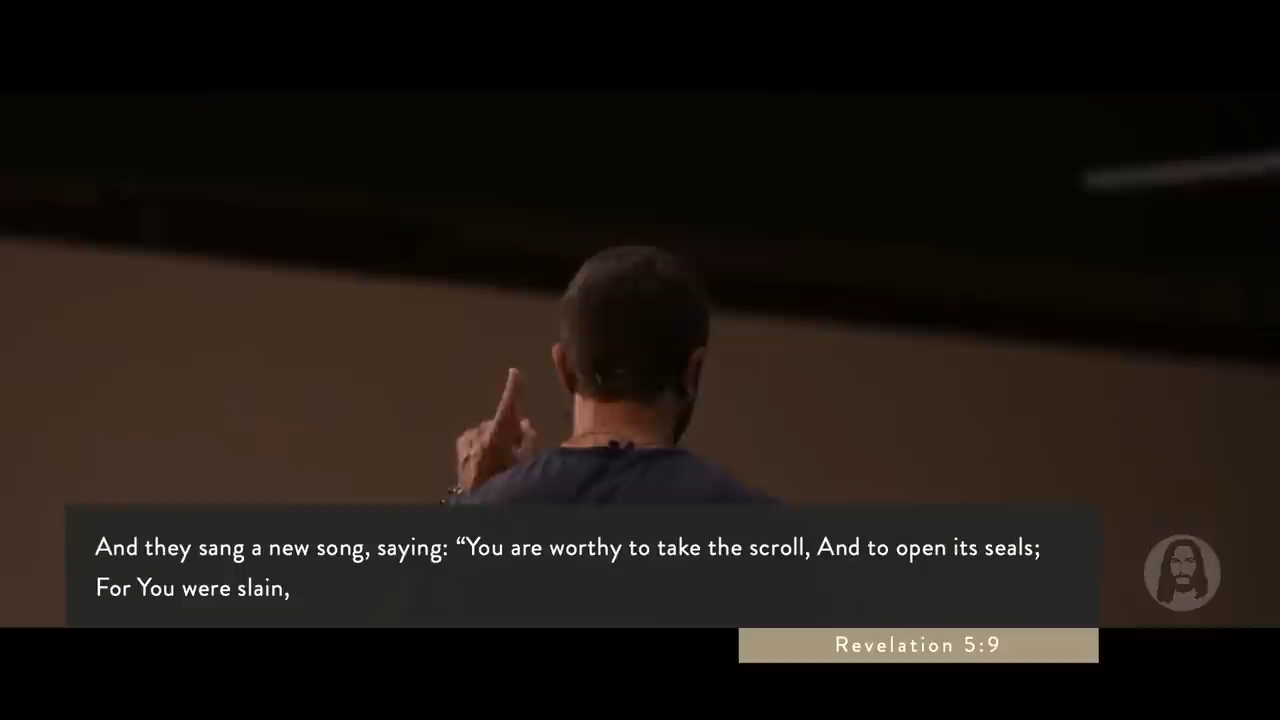 And they sang a new song, saying: “You are worthy to take the scroll, And to open its seals;
For You were slain,
Revelation 5:9